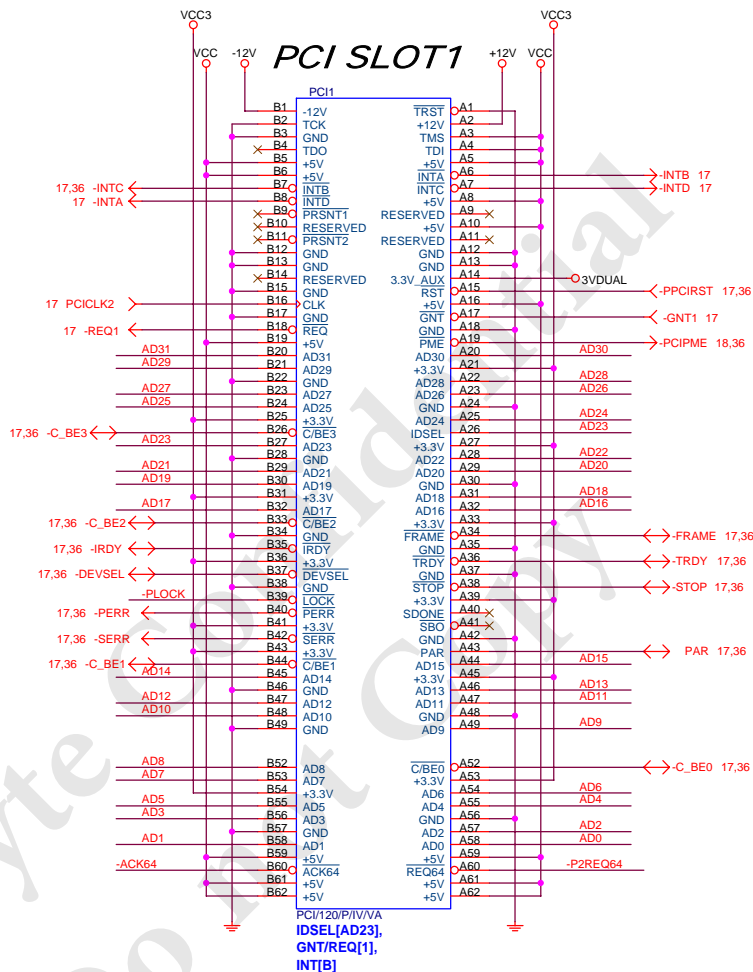 VCC3
VCC3
VCC
-12V
PCI SLOT1
+12V
VCC
PCI1
B1 -12V TRST A1
B2 TCK +12V A2
B3 GND TMS A3
B4 TDO TDI A4
B5 +5V +5V A5
B6 +5V INTA A6 -INTB 17
17,36 -INTC B7 INTB INTC A7 -INTD 17
17 -INTA B8 INTD +5V A8
B9 PRSNT1 RESERVED A9
B10 RESERVED +5V A10
B11 PRSNT2 RESERVED A11
B12 GND GND A12
B13 GND GND A13
B14 RESERVED 3.3V_AUX A14 3VDUAL
B15 GND RST A15 -PPCIRST 17,36
17 PCICLK2 B16 CLK +5V A16
B17 GND GNT A17 -GNT1 17
17 -REQ1 B18 REQ GND A18
B19 +5V PME A19 -PCIPME 18,36
AD31 B20 AD31 AD30 A20 AD30
AD29 B21 AD29 +3.3V A21
B22 GND AD28 A22 AD28
AD27 B23 AD27 AD26 A23 AD26
AD25 B24 AD25 GND A24
B25 +3.3V AD24 A25 AD24
17,36 -C_BE3 B26 C/BE3 IDSEL A26 AD23
AD23 B27 AD23 +3.3V A27
B28 GND AD22 A28 AD22
AD21 B29 AD21 AD20 A29 AD20
AD19 B30 AD19 GND A30
B31 +3.3V AD18 A31 AD18
AD17 B32 AD17 AD16 A32 AD16
17,36 -C_BE2 B33 C/BE2 +3.3V A33
B34 GND FRAME A34 -FRAME 17,36
17,36 -IRDY B35 IRDY GND A35
B36 +3.3V TRDY A36 -TRDY 17,36
17,36 -DEVSEL B37 DEVSEL GND A37
B38 GND STOP A38 -STOP 17,36
-PLOCK B39 LOCK +3.3V A39
17,36 -PERR B40 PERR SDONE A40
B41 +3.3V SBO A41
17,36 -SERR B42 SERR GND A42
B43 +3.3V PAR A43 PAR 17,36
17,36 -C_BE1 B44 C/BE1 AD15 A44 AD15
AD14 B45 AD14 +3.3V A45
B46 GND AD13 A46 AD13
AD12 B47 AD12 AD11 A47 AD11
AD10 B48 AD10 GND A48
B49 GND AD9 A49 AD9
AD8 B52 AD8 C/BE0 A52 -C_BE0 17,36
AD7 B53 AD7 +3.3V A53
B54 +3.3V AD6 A54 AD6
AD5 B55 AD5 AD4 A55 AD4
AD3 B56 AD3 GND A56
B57 GND AD2 A57 AD2
AD1 B58 AD1 AD0 A58 AD0
B59 +5V +5V A59
-ACK64 B60 ACK64 REQ64 A60 -P2REQ64
B61 +5V +5V A61
B62 +5V +5V A62
PCI/120/P/IV/VA
IDSEL[AD23],
GNT/REQ[1],
INT[B]
Confidential
not Copy